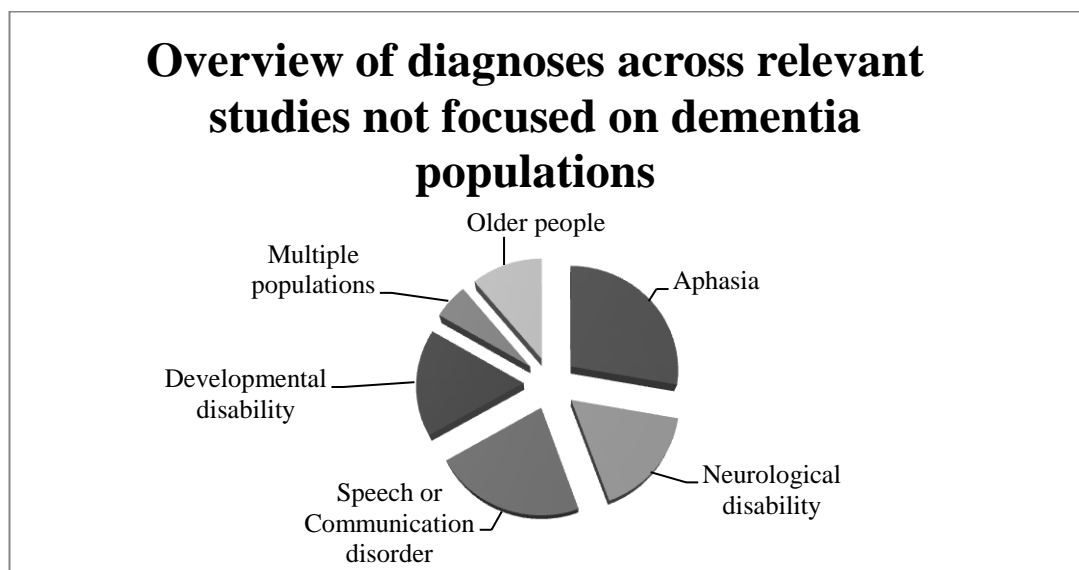 Overview of diagnoses across relevant
studies not focused on dementia
populations
Older people
Multiple
populations
Aphasia
Developmental
disability
Neurological
disability
Speech or
Communication
disorder